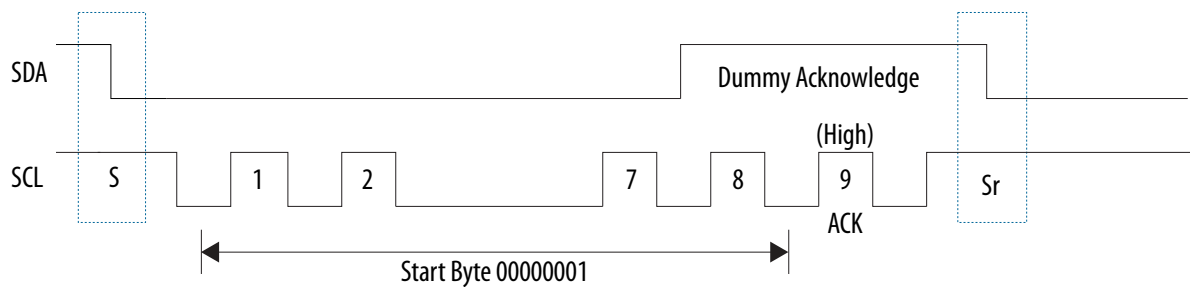 SDA
Dummy Acknowledge
(High)
SCL S 1 2 7 8 9 Sr
ACK
Start Byte 00000001